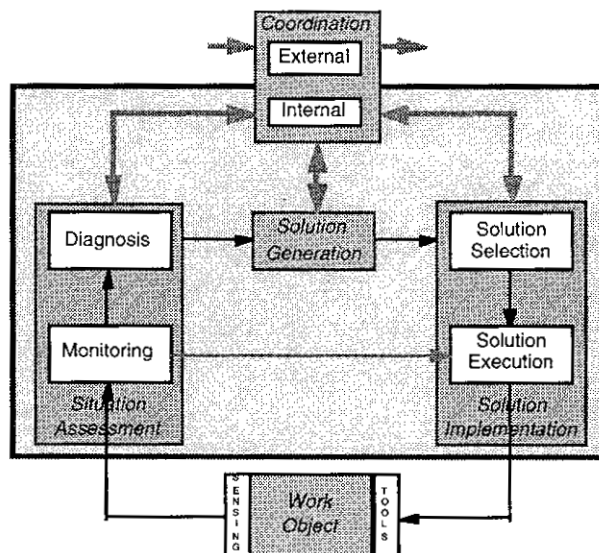 Coordination
External
Internal
Diagnosis
Solution
Generation
Solution
Selection
Monitoring
Solution
Execution
Situation
Assessment
Solution
Implementation
SENSING
Work
Object
TOOLS